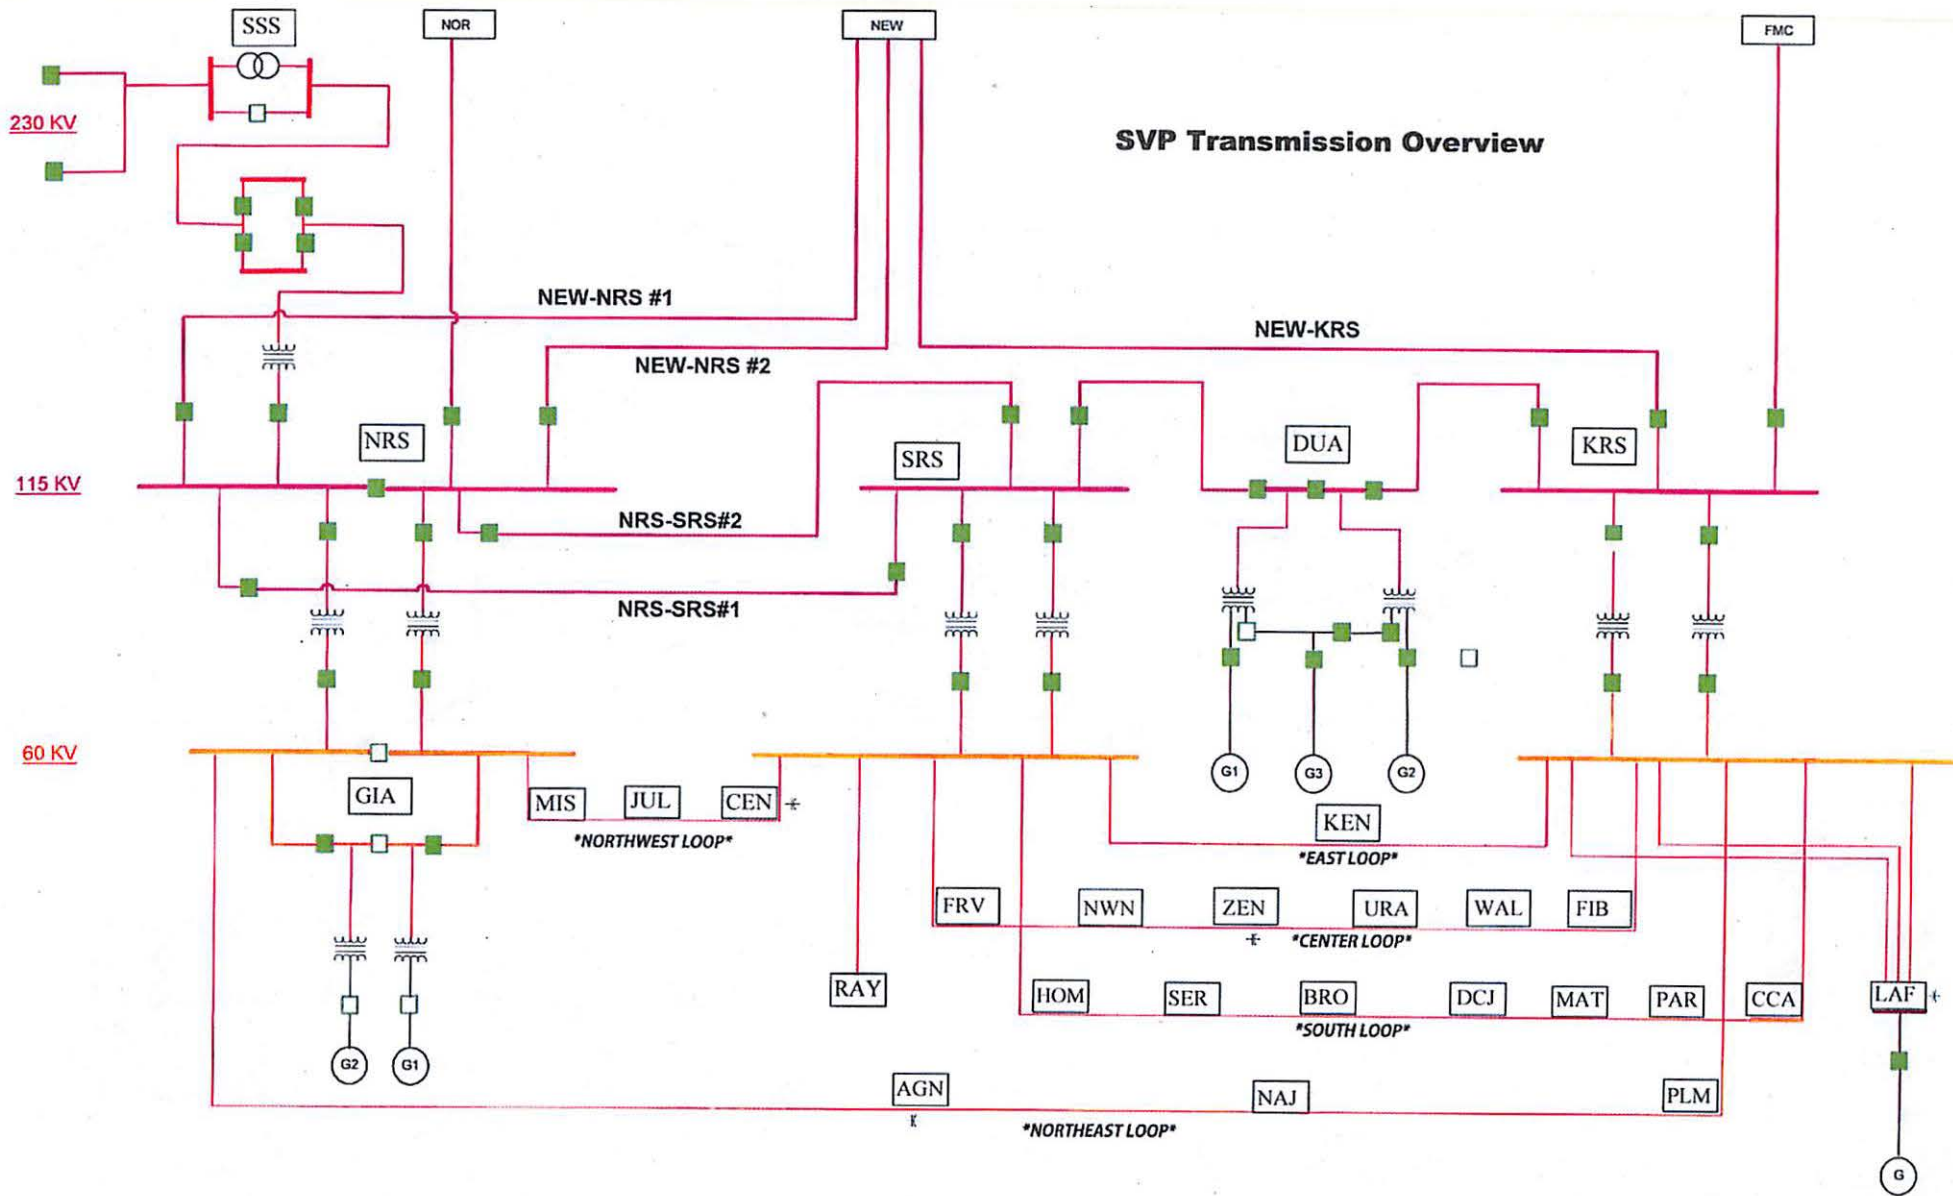 SSS
NOR
NEW
FMC
230 KV
SVP Transmission Overview
NEW-NRS #1
NEW-KRS
NEW-NRS #2
NRS
SRS
DUA
KRS
115 KV
NRS-SRS#2
NRS-SRS#1
60 KV
G1
G3
G2
GIA
MIS
JUL
CEN
*NORTHWEST LOOP*
KEN
*EAST LOOP*
FRV
NWN
ZEN
URA
WAL
FIB
*CENTER LOOP*
RAY
HOM
SER
BRO
DCJ
MAT
PAR
CCA
LAF
*SOUTH LOOP*
G2
G1
AGN
NAJ
PLM
*NORTHEAST LOOP*
G